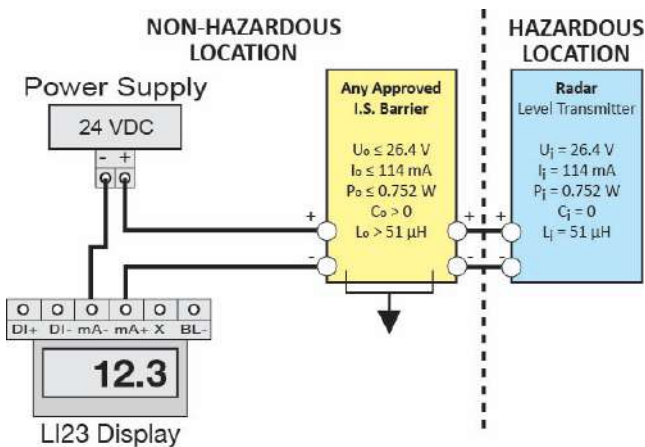 NON-HAZARDOUS
LOCATION
HAZARDOUS
LOCATION
Power Supply
24 VDC
- +
Any Approved
I.S. Barrier
Uo ≤ 26.4 V
Io ≤ 114 mA
Po ≤ 0.752 W
Co > 0
Lo > 51 µH
+
-
+
-
Radar
Level Transmitter
Ui = 26.4 V
Ii = 114 mA
Pi = 0.752 W
Ci = 0
Li = 51 µH
+
-
DI+ DI- mA- mA+ X BL-
12.3
LI23 Display